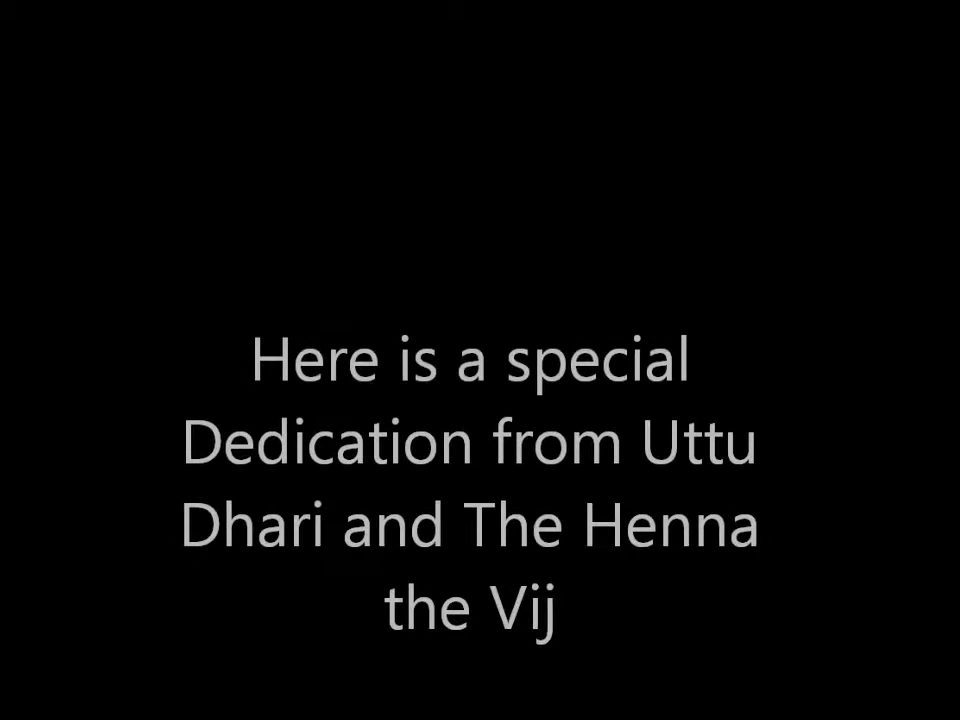 Here is a special
Dedication from Uttu
Dhari and The Henna
the Vij